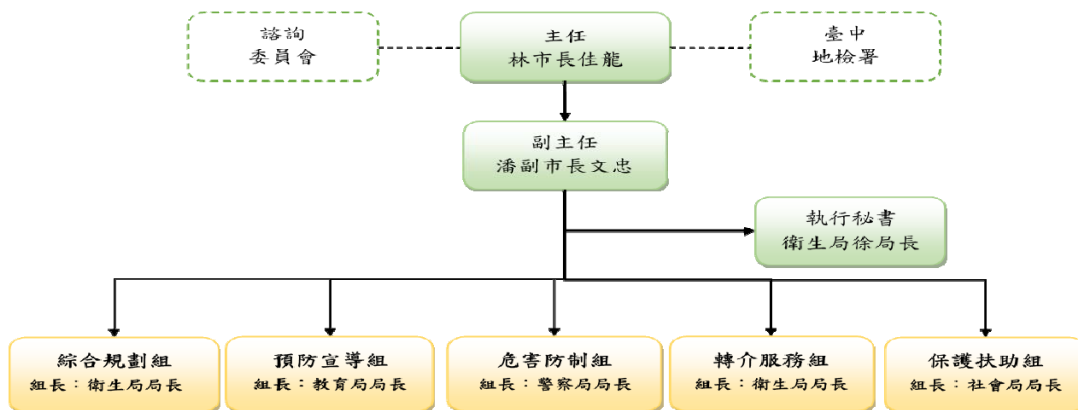 諮詢
委員會
主任
林市長佳龍
臺中
地檢署
副主任
潘副市長文忠
執行秘書
衛生局徐局長
綜合規劃組
組長：衛生局局長
預防宣導組
組長：教育局局長
危害防制組
組長：警察局局長
轉介服務組
組長：衛生局局長
保護扶助組
組長：社會局局長